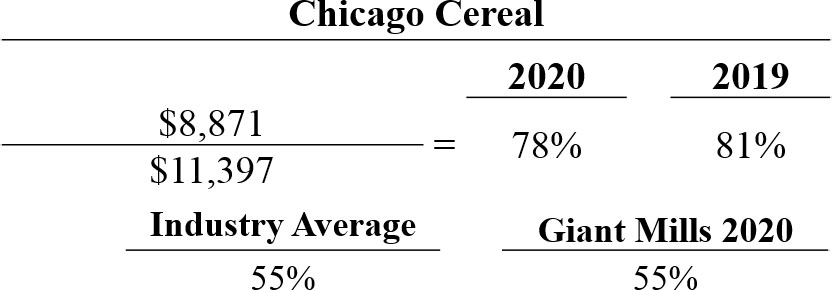 Chicago Cereal
2020 2019
$8,871
$11,397
= 78% 81%
Industry Average Giant Mills 2020
55% 55%